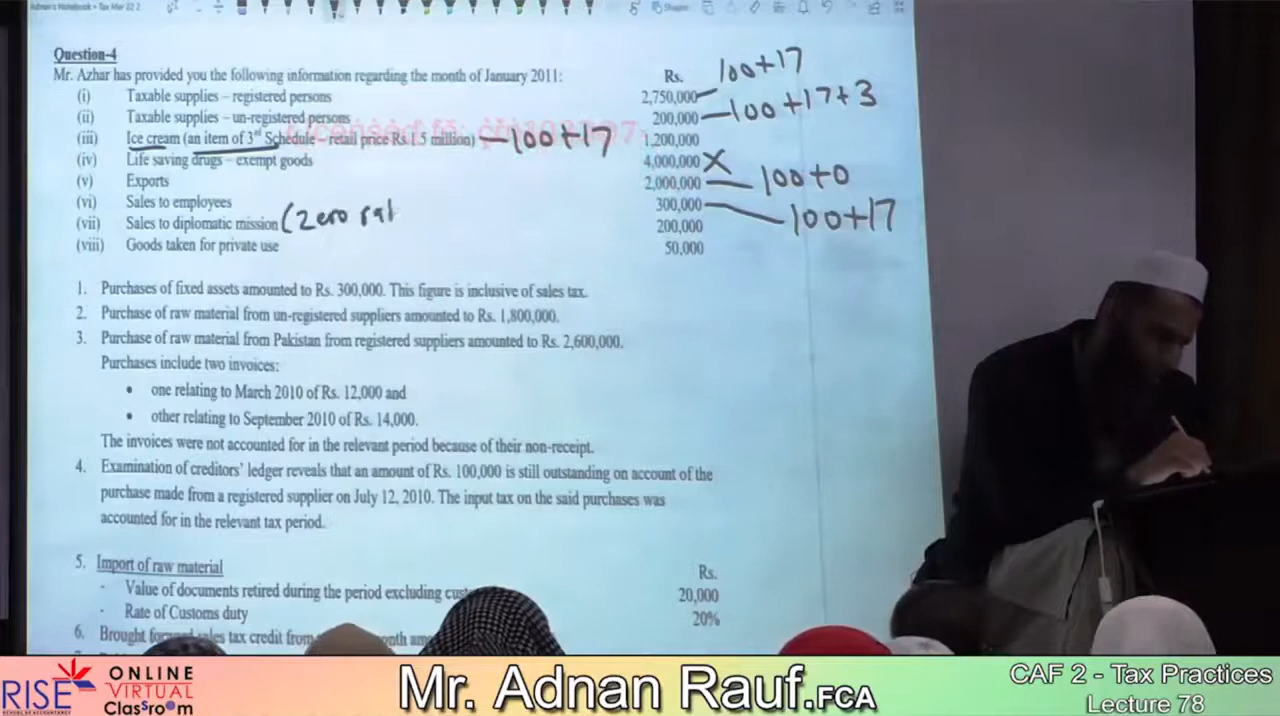 Adnan's Notebook • Tax Mar 22 2
Shapes
Question-4
Mr. Azhar has provided you the following information regarding the month of January 2011: Rs. 100+17
(i) Taxable supplies – registered persons 2,750,000
(ii) Taxable supplies – un-registered persons 200,000 – 100+17+3
(iii) Ice cream (an item of 3rd Schedule – retail price Rs.1.5 million) – 100+17 1,200,000
(iv) Life saving drugs – exempt goods 4,000,000 X
(v) Exports 2,000,000 – 100+0
(vi) Sales to employees 300,000 – 100+17
(vii) Sales to diplomatic mission (Zero rat 200,000
(viii) Goods taken for private use 50,000
1. Purchases of fixed assets amounted to Rs. 300,000. This figure is inclusive of sales tax.
2. Purchase of raw material from un-registered suppliers amounted to Rs. 1,800,000.
3. Purchase of raw material from Pakistan from registered suppliers amounted to Rs. 2,600,000.
Purchases include two invoices:
• one relating to March 2010 of Rs. 12,000 and
• other relating to September 2010 of Rs. 14,000.
The invoices were not accounted for in the relevant period because of their non-receipt.
4. Examination of creditors' ledger reveals that an amount of Rs. 100,000 is still outstanding on account of the
purchase made from a registered supplier on July 12, 2010. The input tax on the said purchases was
accounted for in the relevant tax period.
5. Import of raw material Rs.
- Value of documents retired during the period excluding 20,000
- Rate of Customs duty 20%
6. Brought sales tax credit from
RISE
ONLINE
VIRTUAL
Classroom
Mr. Adnan Rauf.FCA
CAF 2 - Tax Practices
Lecture 78